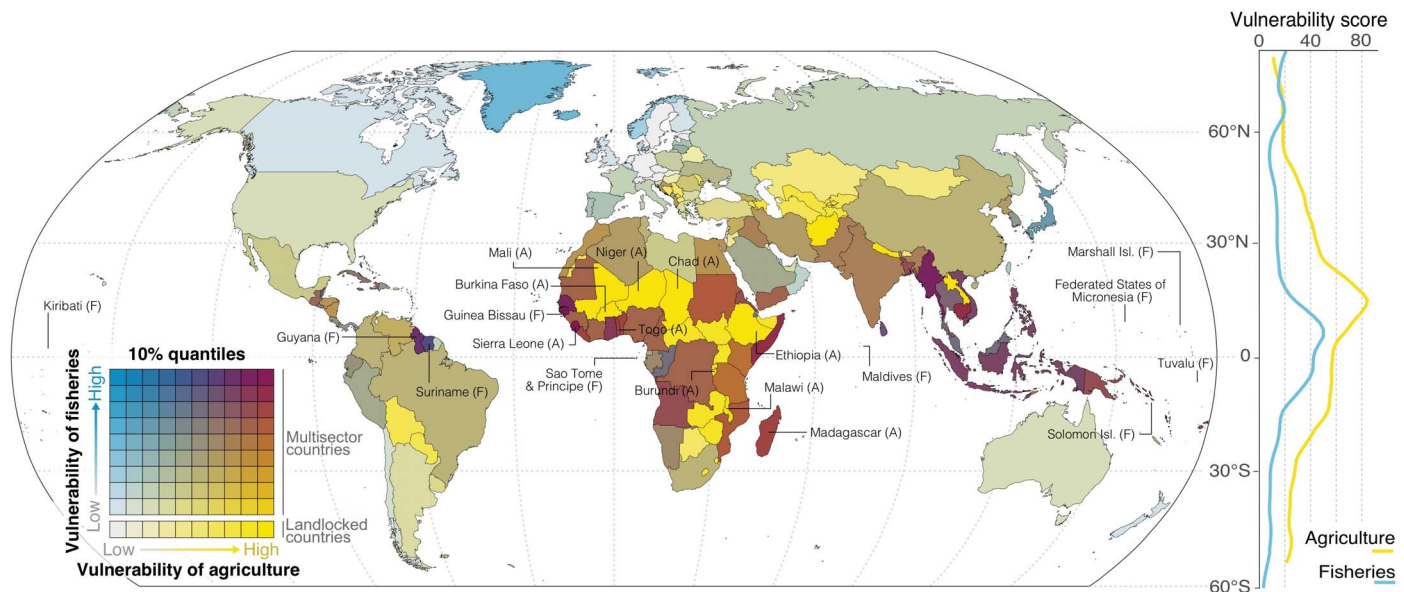 Vulnerability score
0 40 80
60°N
30°N
0
30°S
60°S
Mali (A)
Niger (A)
Chad (A)
Burkina Faso (A)
Guinea Bissau (F)
Togo (A)
Sierra Leone (A)
Ethiopia (A)
Sao Tome
& Principe (F)
Burundi (A)
Malawi (A)
Maldives (F)
Madagascar (A)
Marshall Isl. (F)
Federated States of
Micronesia (F)
Tuvalu (F)
Solomon Isl. (F)
Kiribati (F)
Guyana (F)
Suriname (F)
10% quantiles
Vulnerability of fisheries
Low High
Multisector
countries
Landlocked
countries
Low High
Vulnerability of agriculture
Agriculture
Fisheries